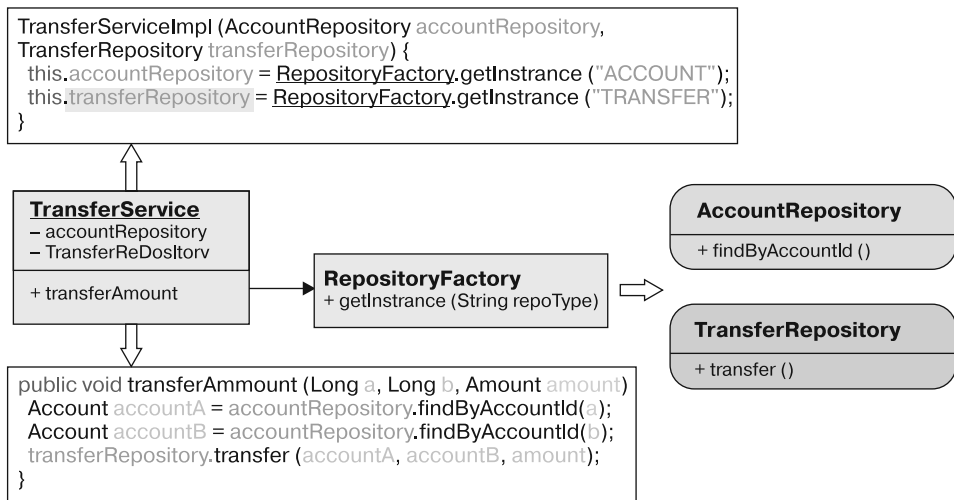 TransferServiceImpl (AccountRepository accountRepository,
TransferRepository transferRepository) {
this.accountRepository = RepositoryFactory.getInstrance ("ACCOUNT");
this.transferRepository = RepositoryFactory.getInstrance ("TRANSFER");
}
TransferService
– accountRepository
– TransferReDosItorv
+ transferAmount
RepositoryFactory
+ getInstrance (String repoType)
AccountRepository
+ findByAccountId ()
TransferRepository
+ transfer ()
public void transferAmmount (Long a, Long b, Amount amount)
Account accountA = accountRepository.findByAccountId(a);
Account accountB = accountRepository.findByAccountId(b);
transferRepository.transfer (accountA, accountB, amount);
}